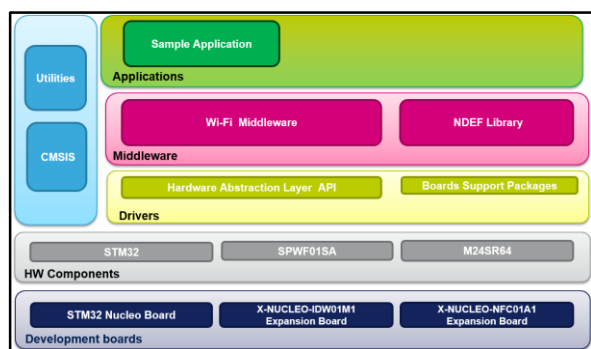 Utilities
CMSIS
Sample Application
Applications
Wi-Fi Middleware
NDEF Library
Middleware
Hardware Abstraction Layer API
Boards Support Packages
Drivers
STM32
SPWF01SA
M24SR64
HW Components
STM32 Nucleo Board
X-NUCLEO-IDW01M1
Expansion Board
X-NUCLEO-NFC01A1
Expansion Board
Development boards